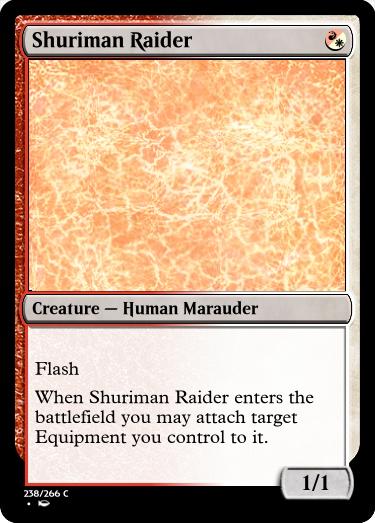 Shuriman Raider
Creature — Human Marauder
Flash
When Shuriman Raider enters the
battlefield you may attach target
Equipment you control to it.
1/1
238/266 C